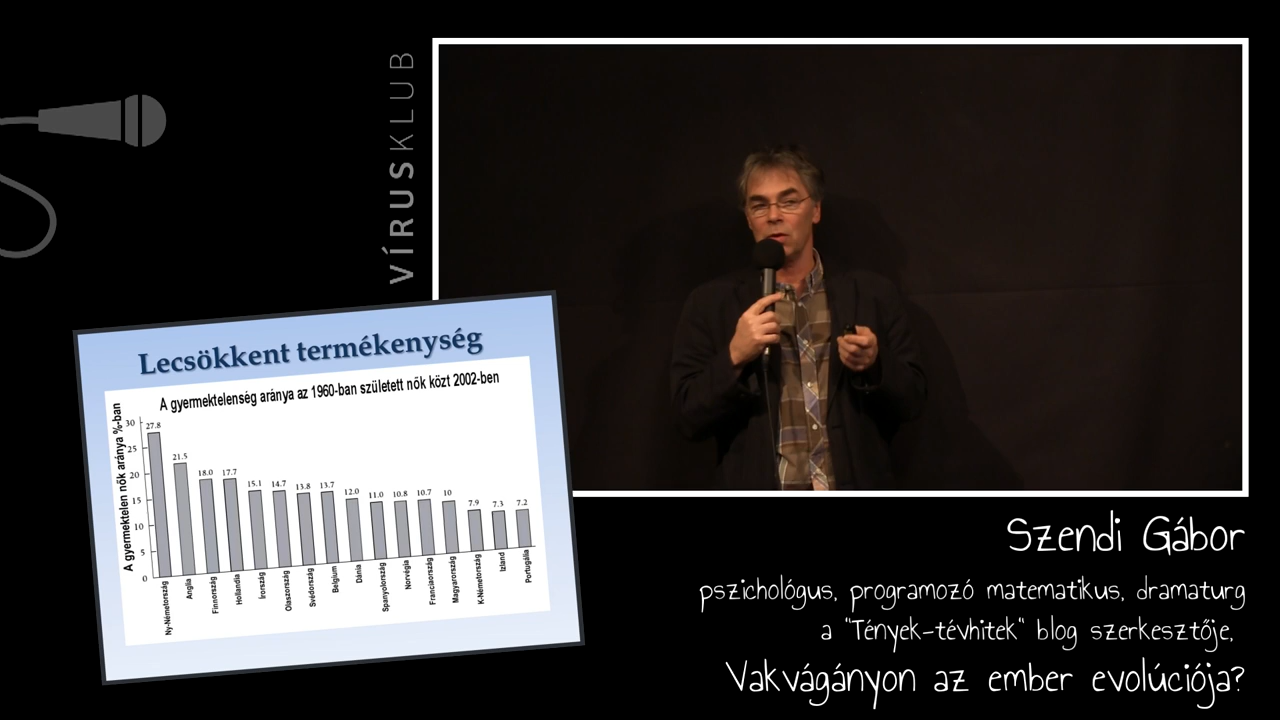 VÍRUSKLUB
Lecsökkent termékenység
A gyermektelenség aránya az 1960-ban született nők közt 2002-ben
A gyermektelen nők aránya %-ban
30
25
20
15
10
5
0
27.8
21.5
18.0
17.7
15.1
14.7
13.8
13.7
12.0
11.0
10.8
10.7
10
7.9
7.3
7.2
Ny-Németország
Anglia
Finnország
Hollandia
Írország
Olaszország
Svédország
Belgium
Dánia
Spanyolország
Norvégia
Franciaország
Magyarország
K-Németország
Izland
Portugália
Szendi Gábor
pszichológus, programozó matematikus, dramaturg
a "Tények-tévhitek" blog szerkesztője,
Vakvágányon az ember evolúciója?